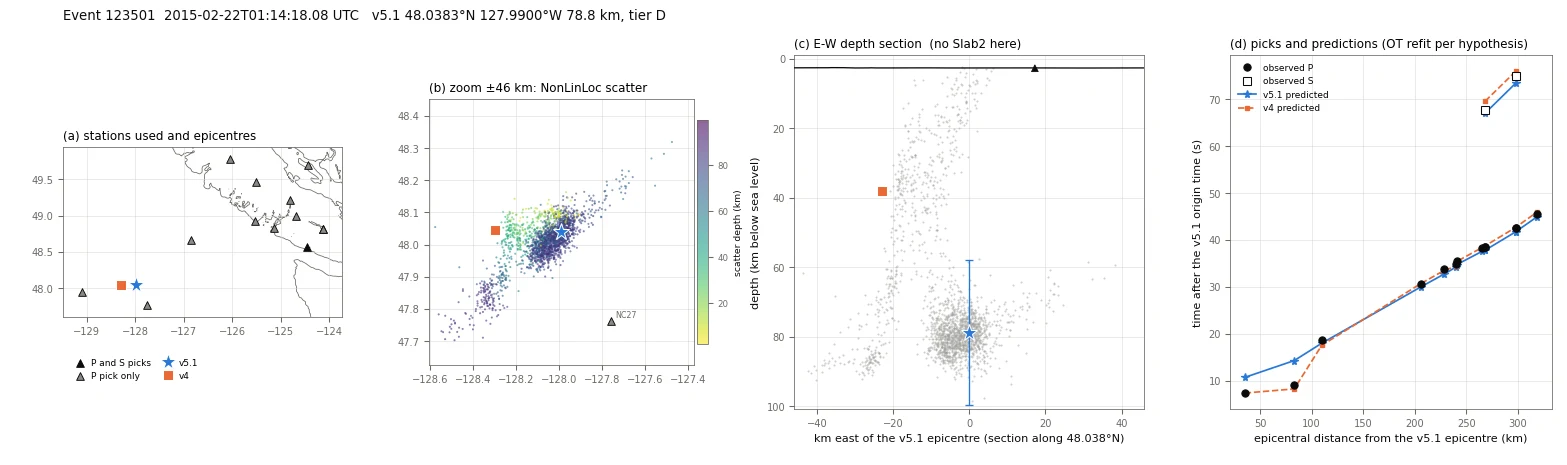 Event 123501  2015-02-22T01:14:18.08 UTC   v5.1 48.0383°N 127.9900°W 78.8 km, tier D
(a) stations used and epicentres
49.5
49.0
48.5
48.0
−129 −128 −127 −126 −125 −124
P and S picks
P pick only
v5.1
v4
(b) zoom ±46 km: NonLinLoc scatter
48.4
48.3
48.2
48.1
48.0
47.9
47.8
47.7
NC27
−128.6 −128.4 −128.2 −128.0 −127.8 −127.6 −127.4
80
60
40
20
scatter depth (km)
(c) E-W depth section  (no Slab2 here)
0
20
40
60
80
100
depth (km below sea level)
−40 −20 0 20 40
km east of the v5.1 epicentre (section along 48.038°N)
(d) picks and predictions (OT refit per hypothesis)
observed P
observed S
v5.1 predicted
v4 predicted
70
60
50
40
30
20
10
time after the v5.1 origin time (s)
50 100 150 200 250 300
epicentral distance from the v5.1 epicentre (km)